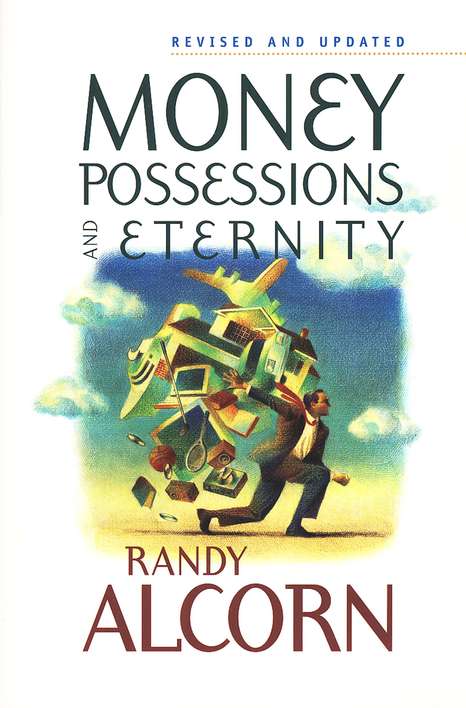 REVISED AND UPDATED
MONEY
POSSESSIONS
AND ETERNITY
RANDY
ALCORN